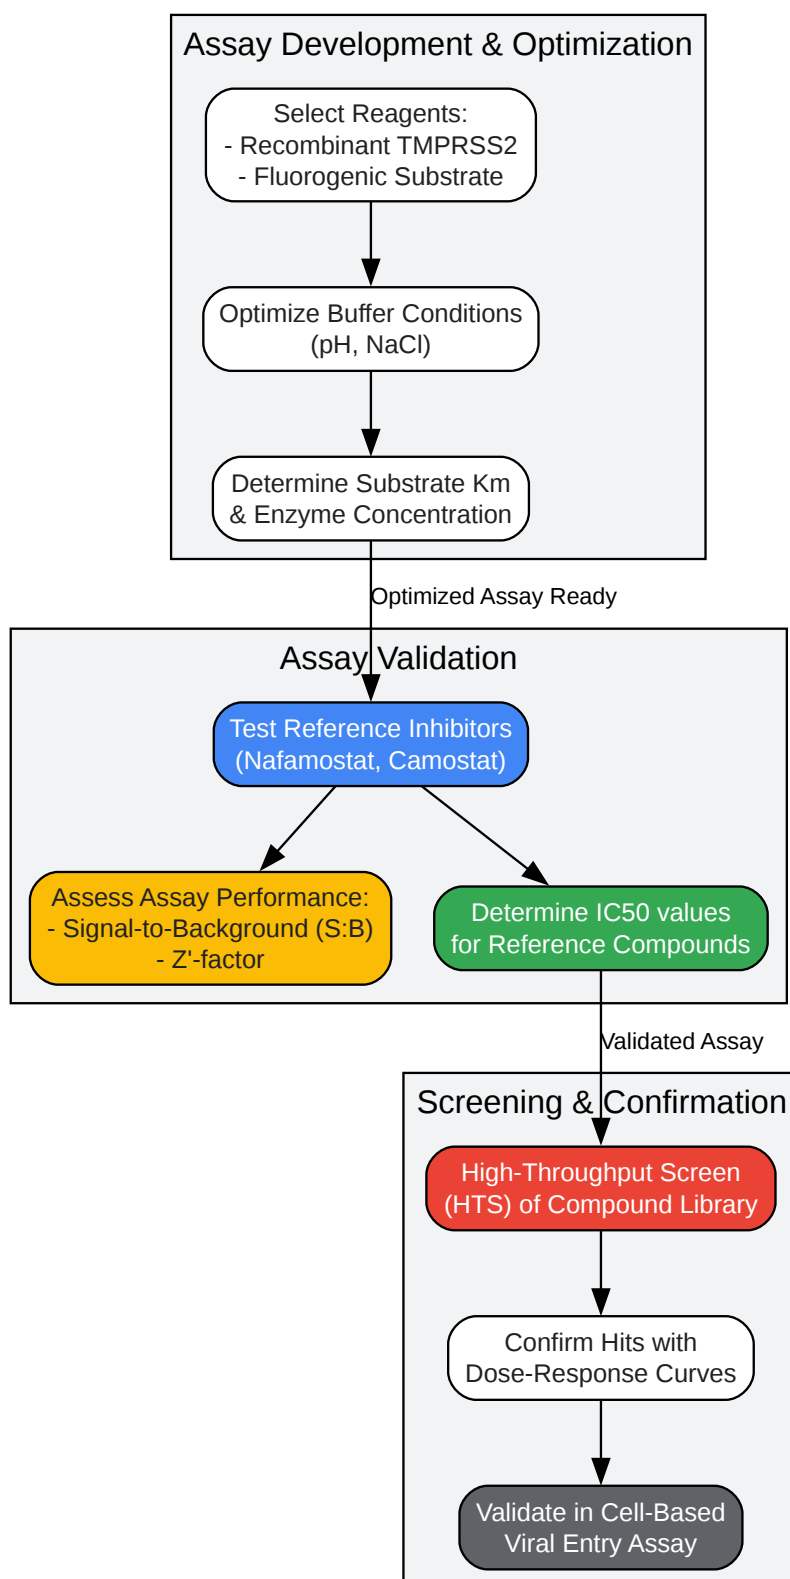 Assay Development & Optimization
Select Reagents:
- Recombinant TMPRSS2
- Fluorogenic Substrate
Optimize Buffer Conditions
(pH, NaCl)
Determine Substrate Km
& Enzyme Concentration
Optimized Assay Ready
Assay Validation
Test Reference Inhibitors
(Nafamostat, Camostat)
Assess Assay Performance:
- Signal-to-Background (S:B)
- Z'-factor
Determine IC50 values
for Reference Compounds
Validated Assay
Screening & Confirmation
High-Throughput Screen
(HTS) of Compound Library
Confirm Hits with
Dose-Response Curves
Validate in Cell-Based
Viral Entry Assay